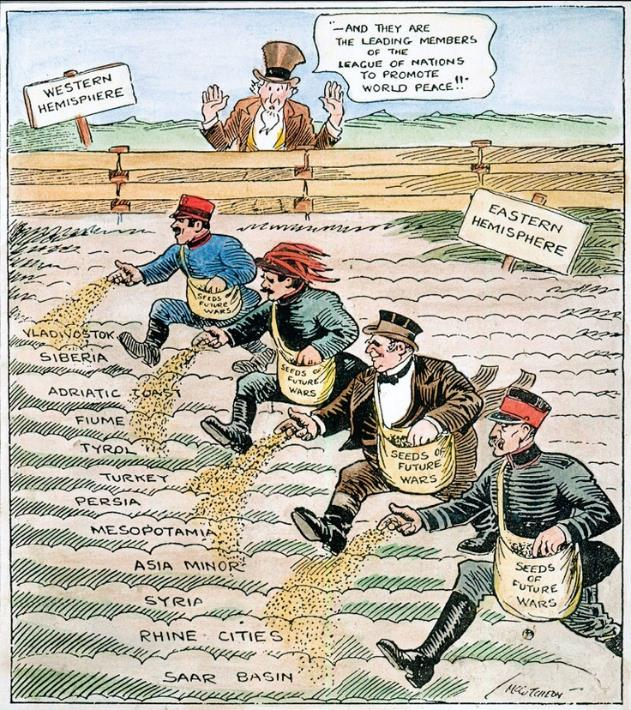 "—AND THEY ARE
THE LEADING MEMBERS
OF THE
LEAGUE OF NATIONS
TO PROMOTE
WORLD PEACE!!"
WESTERN
HEMISPHERE
EASTERN
HEMISPHERE
SEEDS OF
FUTURE
WARS
SEEDS OF
FUTURE
WARS
SEEDS OF
FUTURE
WARS
SEEDS
OF
FUTURE
WARS
VLADIVOSTOK
SIBERIA
ADRIATIC COAST
FIUME
TYROL
TURKEY
PERSIA
MESOPOTAMIA
ASIA MINOR
SYRIA
RHINE CITIES
SAAR BASIN
McCUTCHEON